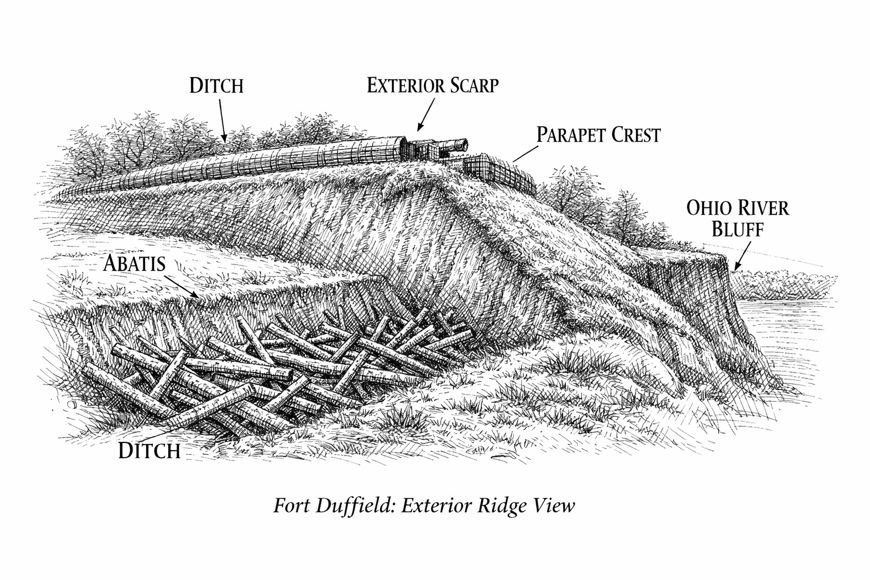 DITCH
EXTERIOR SCARP
PARAPET CREST
OHIO RIVER
BLUFF
ABATIS
DITCH
Fort Duffield: Exterior Ridge View